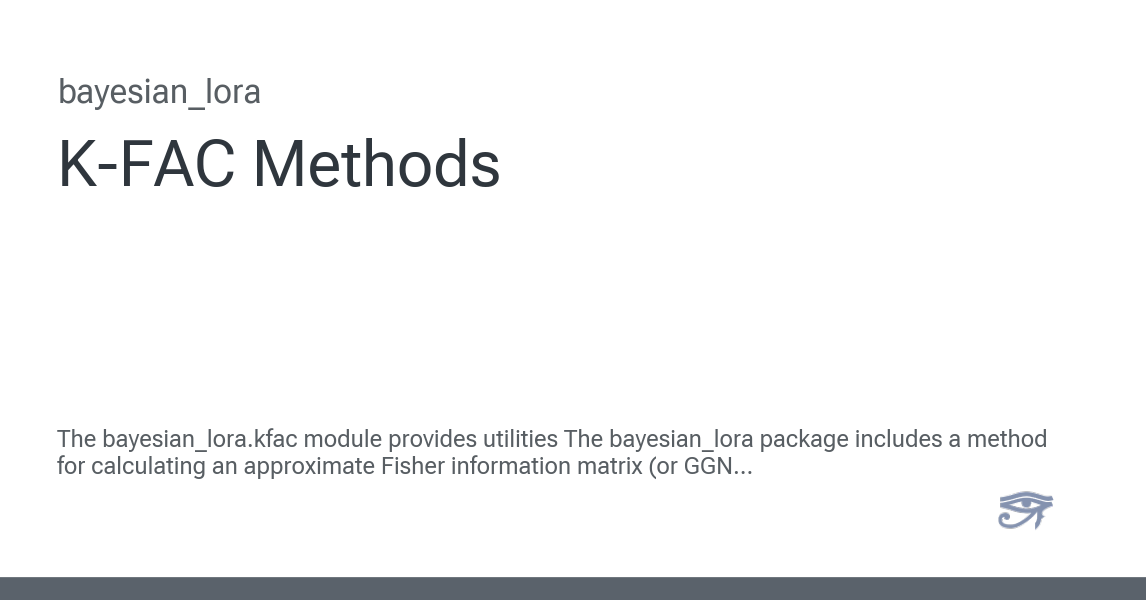 bayesian_lora
K-FAC Methods
The bayesian_lora.kfac module provides utilities The bayesian_lora package includes a method
for calculating an approximate Fisher information matrix (or GGN...